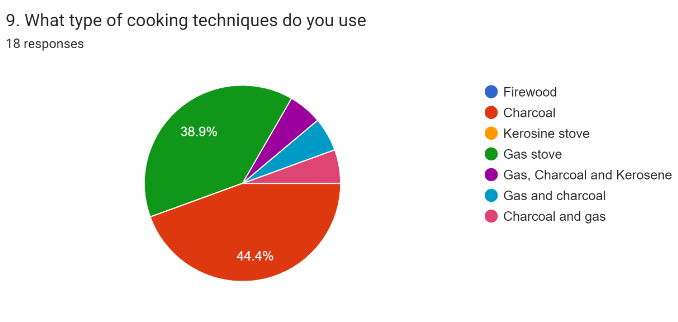 9. What type of cooking techniques do you use
18 responses
38.9%
44.4%
Firewood
Charcoal
Kerosine stove
Gas stove
Gas, Charcoal and Kerosene
Gas and charcoal
Charcoal and gas